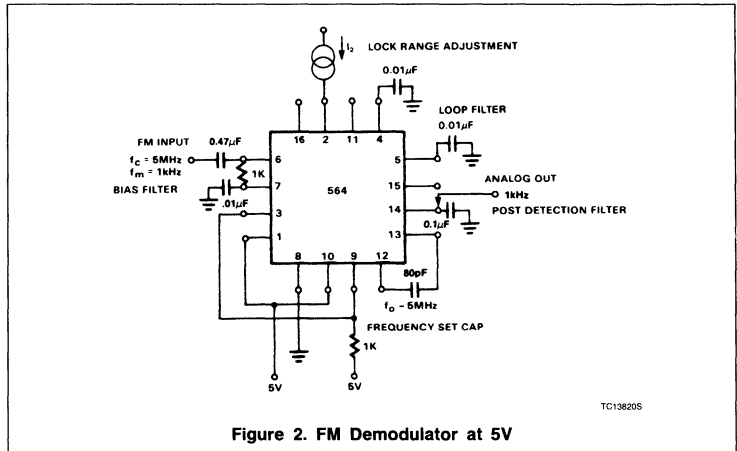 I2 LOCK RANGE ADJUSTMENT
0.01μF
LOOP FILTER
0.01μF
16 2 11 4
FM INPUT 0.47μF
fC = 5MHz
fm = 1kHz
BIAS FILTER
.01μF
1K
6
7
3
1
564
5
15
14
13
ANALOG OUT
1kHz
POST DETECTION FILTER
0.1μF
8 10 9 12
80pF
fo - 5MHz
FREQUENCY SET CAP
1K
5V 5V
TC13820S
Figure 2. FM Demodulator at 5V